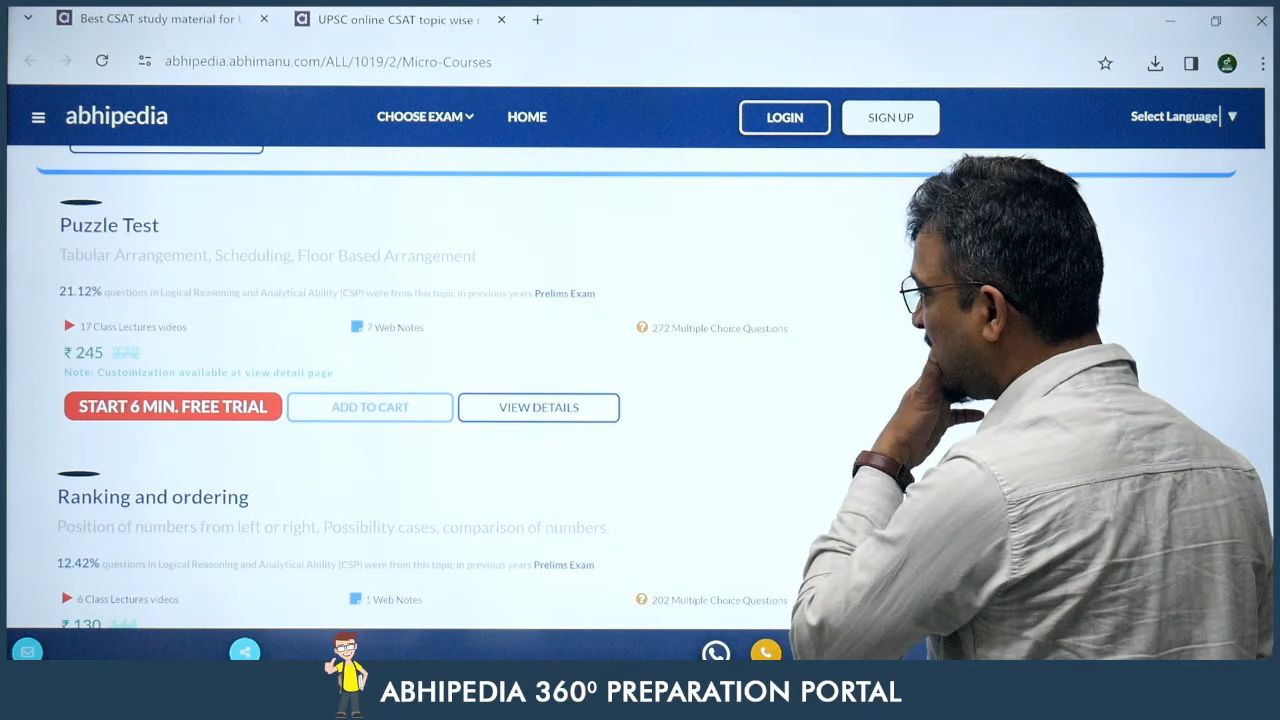 Best CSAT study material for U
UPSC online CSAT topic wise
abhipedia.abhimanu.com/ALL/1019/2/Micro-Courses
abhipedia
CHOOSE EXAM
HOME
LOGIN
SIGN UP
Select Language
Puzzle Test
Tabular Arrangement, Scheduling, Floor Based Arrangement
21.12% questions in Logical Reasoning and Analytical Ability (CSP) were from this topic in previous years Prelims Exam
17 Class Lectures videos
7 Web Notes
272 Multiple Choice Questions
₹ 245 272
Note: Customization available at view detail page
START 6 MIN. FREE TRIAL
ADD TO CART
VIEW DETAILS
Ranking and ordering
Position of numbers from left or right, Possibility cases, comparison of numbers.
12.42% questions in Logical Reasoning and Analytical Ability (CSP) were from this topic in previous years Prelims Exam
6 Class Lectures videos
1 Web Notes
202 Multiple Choice Questions
₹ 130 144
ABHIPEDIA 360⁰ PREPARATION PORTAL